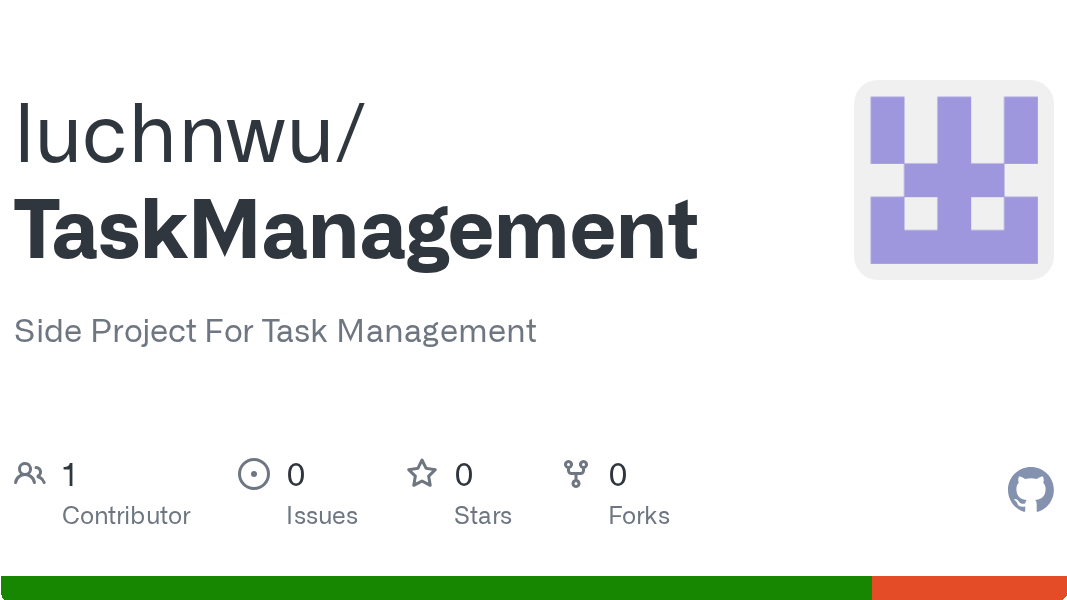 luchnwu/
TaskManagement
Side Project For Task Management
1 0 0 0
Contributor Issues Stars Forks